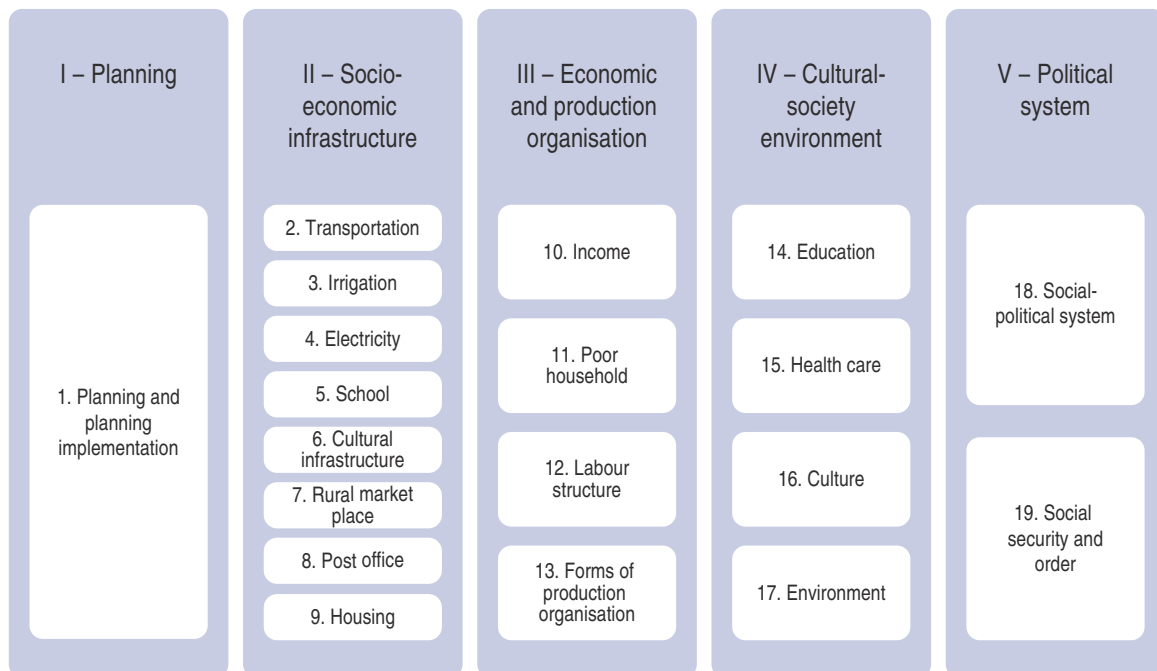 I – Planning
1. Planning and
planning
implementation
II – Socio-
economic
infrastructure
2. Transportation
3. Irrigation
4. Electricity
5. School
6. Cultural
infrastructure
7. Rural market
place
8. Post office
9. Housing
III – Economic
and production
organisation
10. Income
11. Poor
household
12. Labour
structure
13. Forms of
production
organisation
IV – Cultural-
society
environment
14. Education
15. Health care
16. Culture
17. Environment
V – Political
system
18. Social-
political system
19. Social
security and
order